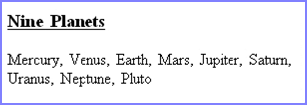 Nine Planets
Mercury, Venus, Earth, Mars, Jupiter, Saturn,
Uranus, Neptune, Pluto